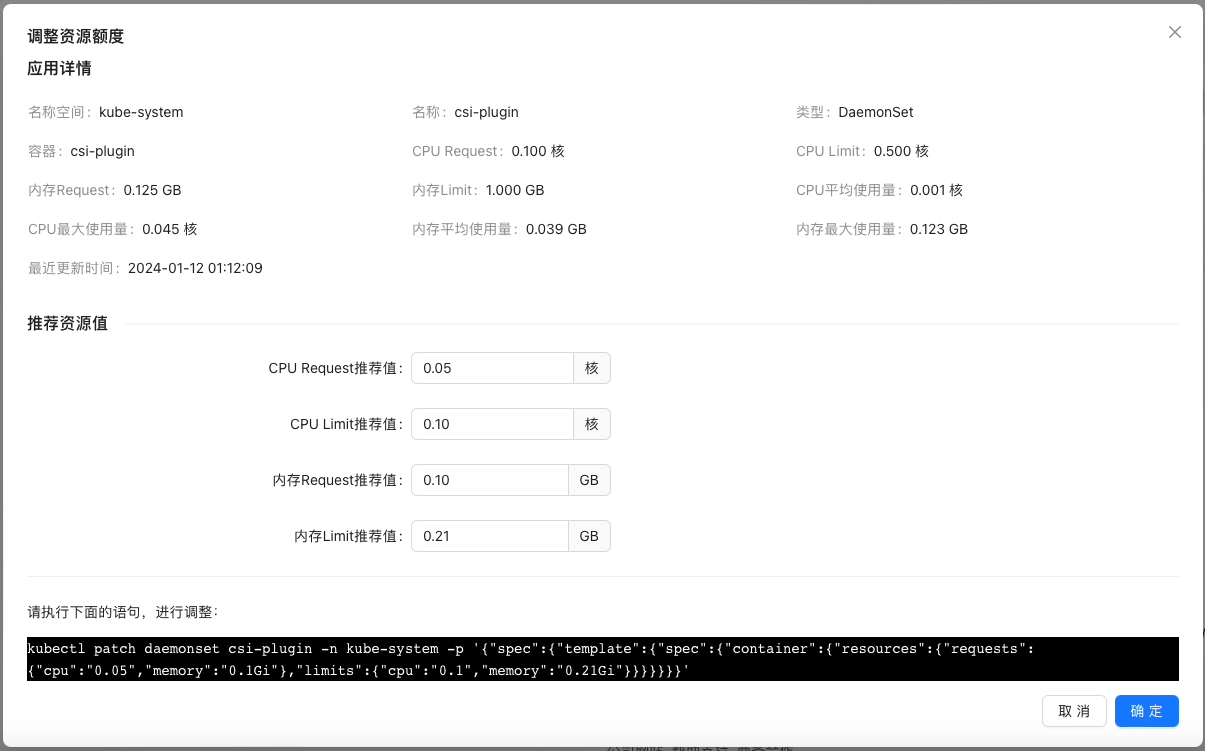 调整资源额度
应用详情
名称空间: kube-system 名称: csi-plugin 类型: DaemonSet
容器: csi-plugin CPU Request: 0.100 核 CPU Limit: 0.500 核
内存Request: 0.125 GB 内存Limit: 1.000 GB CPU平均使用量: 0.001 核
CPU最大使用量: 0.045 核 内存平均使用量: 0.039 GB 内存最大使用量: 0.123 GB
最近更新时间: 2024-01-12 01:12:09
推荐资源值
CPU Request推荐值: 0.05 核
CPU Limit推荐值: 0.10 核
内存Request推荐值: 0.10 GB
内存Limit推荐值: 0.21 GB
请执行下面的语句，进行调整:
kubectl patch daemonset csi-plugin -n kube-system -p '{"spec":{"template":{"spec":{"container":{"resources":{"requests":
{"cpu":"0.05","memory":"0.1Gi"},"limits":{"cpu":"0.1","memory":"0.21Gi"}}}}}}}'
取 消 确 定